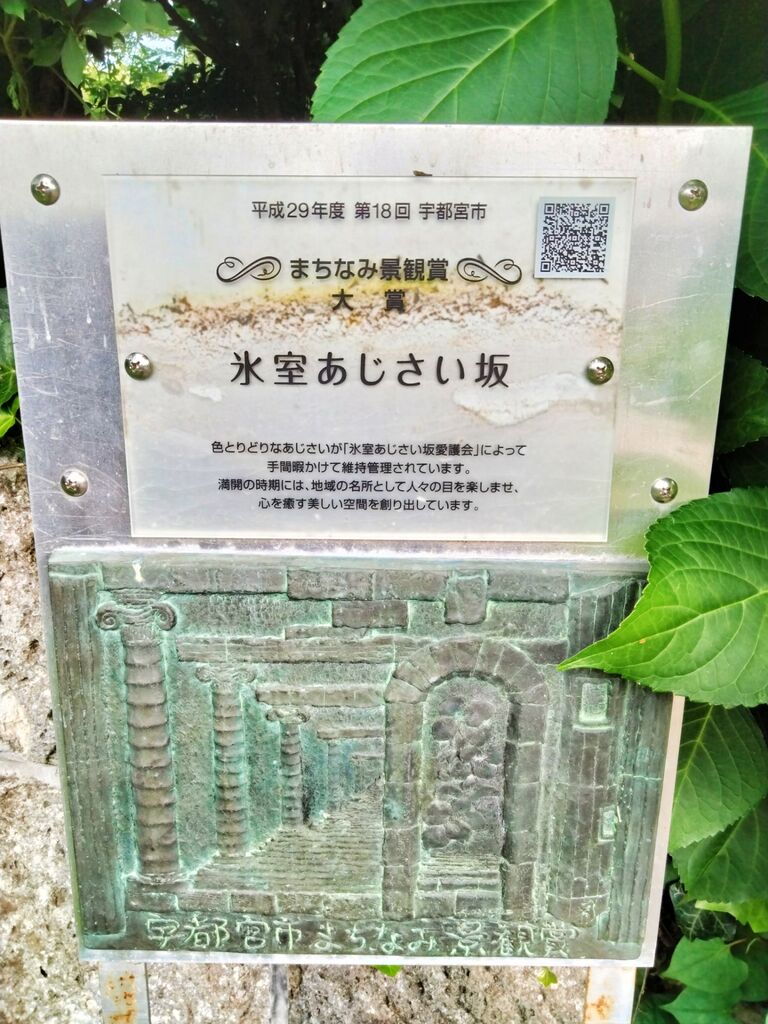 平成29年度 第18回 宇都宮市
まちなみ景観賞
大 賞
氷室あじさい坂
色とりどりなあじさいが「氷室あじさい坂愛護会」によって
手間暇かけて維持管理されています。
満開の時期には、地域の名所として人々の目を楽しませ、
心を癒す美しい空間を創り出しています。
宇都宮市まちなみ景観賞